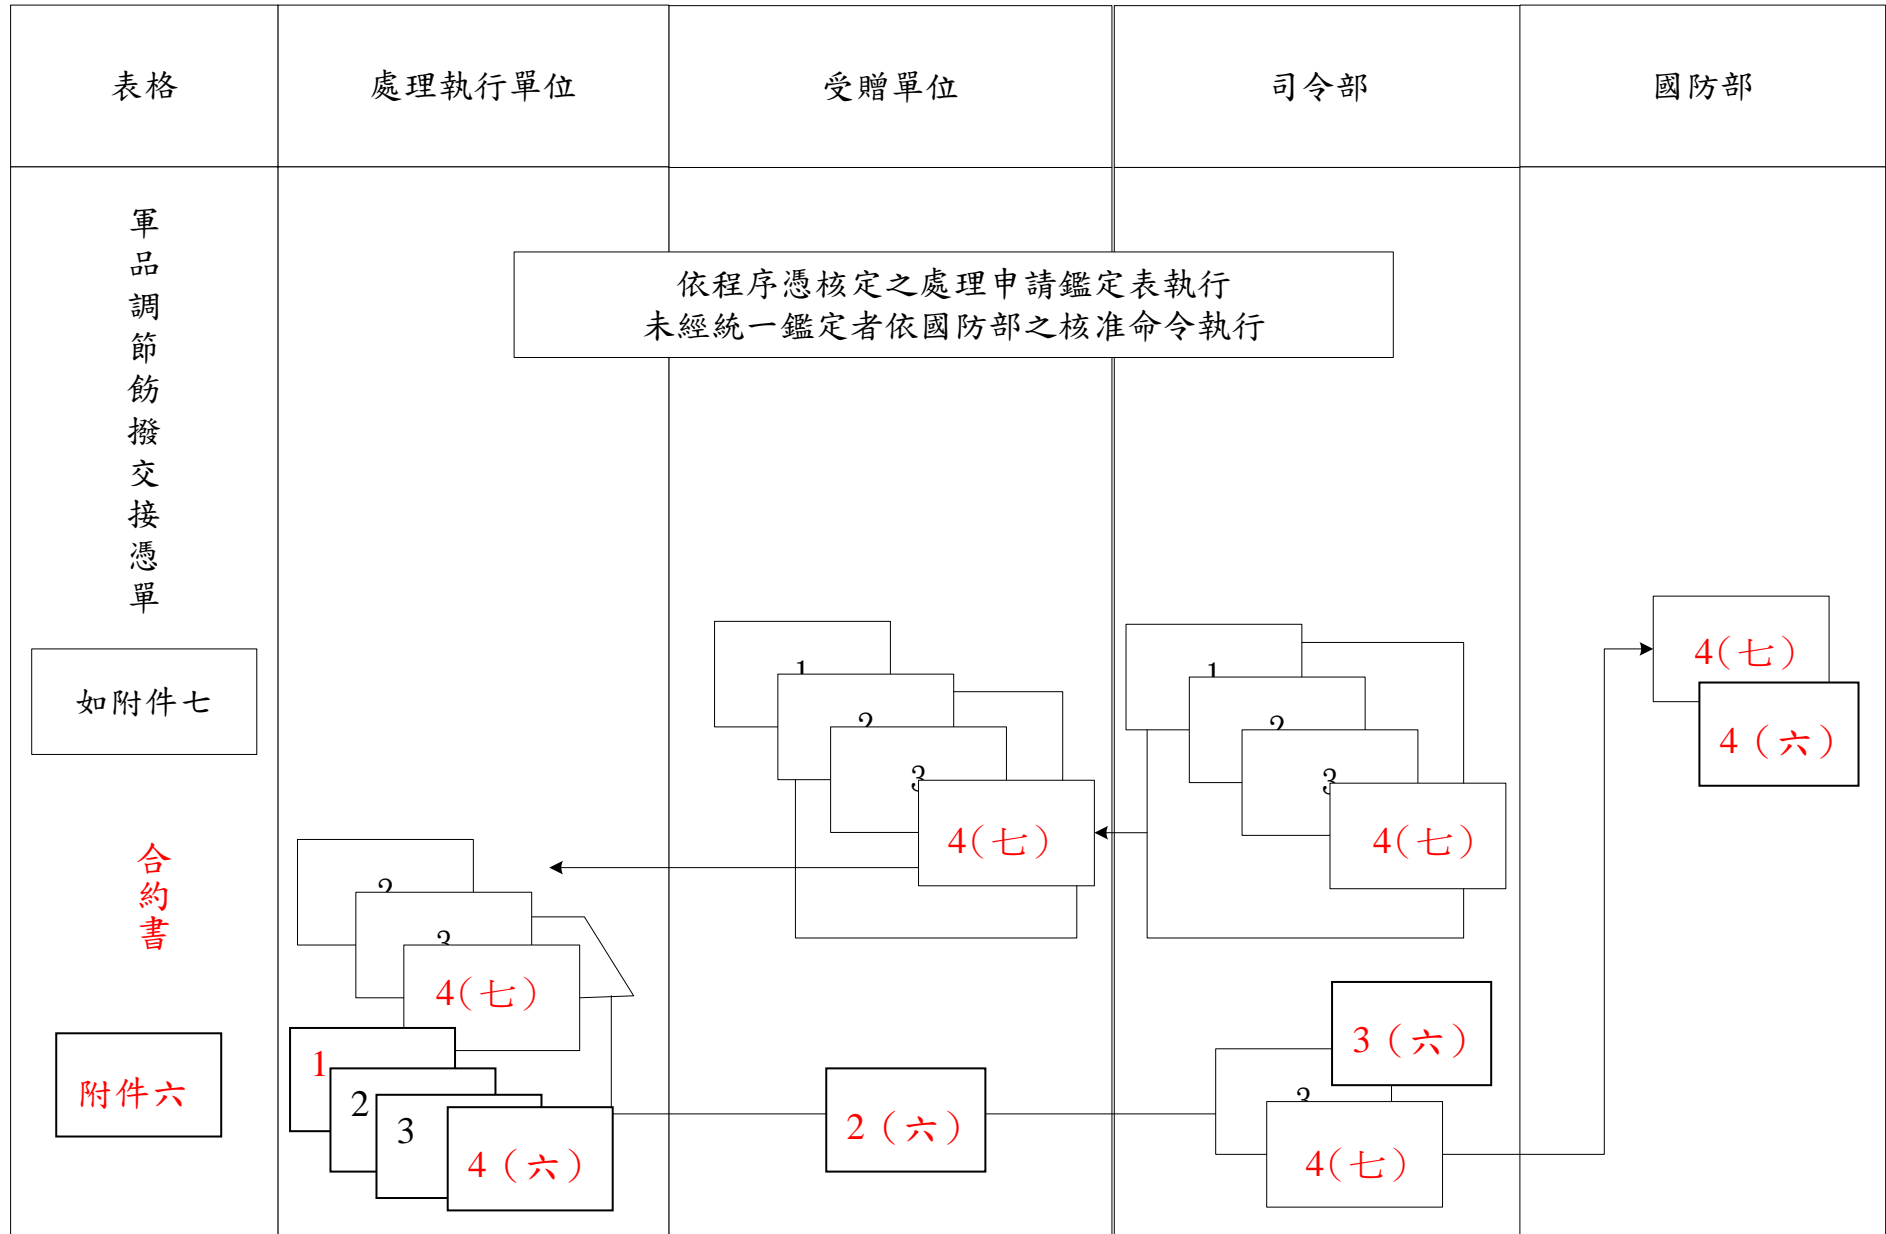 表格
處理執行單位
受贈單位
司令部
國防部
軍品調節飭撥交接憑單
依程序憑核定之處理申請鑑定表執行
未經統一鑑定者依國防部之核准命令執行
如附件七
合約書
附件六
2
3
4(七)
1
2
3
4（六）
1
2
3
4(七)
2（六）
1
2
3
4(七)
3（六）
3
4(七)
4(七)
4（六）